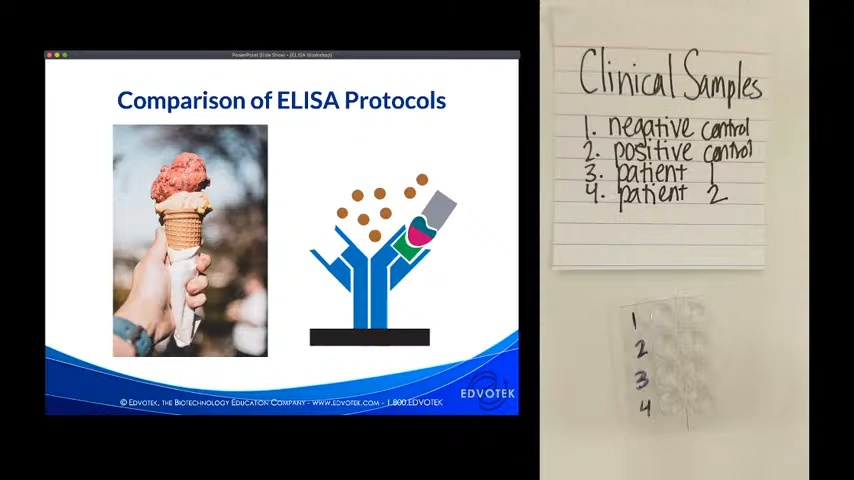 PowerPoint Slide Show - [ELISA Workshop]
Comparison of ELISA Protocols
EDVOTEK
© EDVOTEK, THE BIOTECHNOLOGY EDUCATION COMPANY - WWW.EDVOTEK.COM - 1.800.EDVOTEK
Clinical Samples
1. negative control
2. positive control
3. patient 1
4. patient 2
1
2
3
4